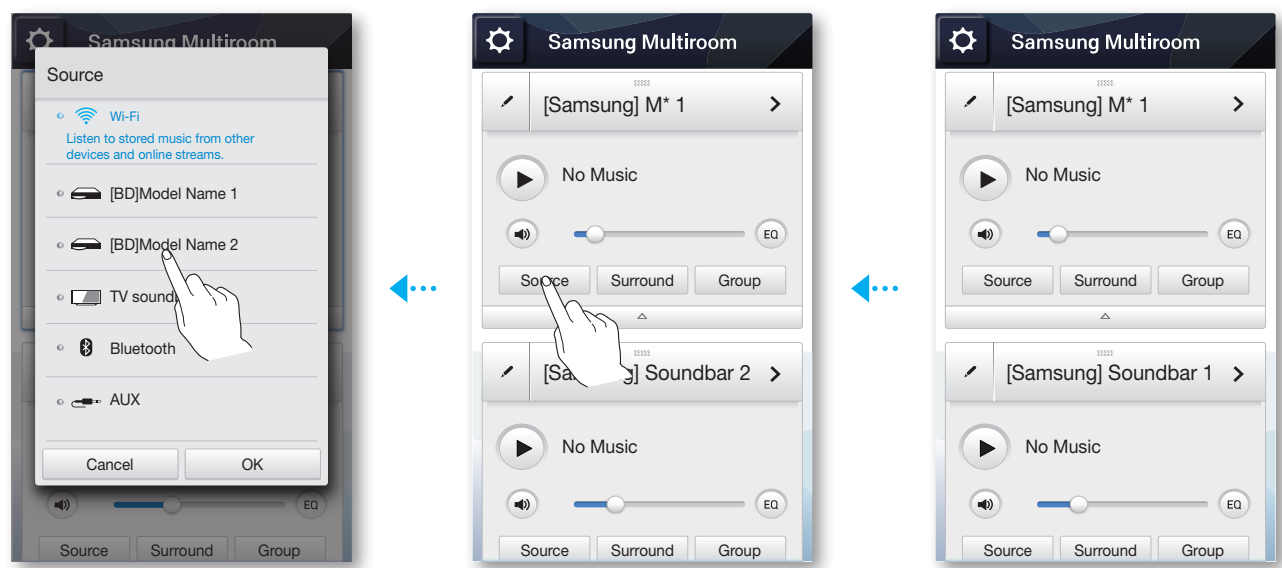 Samsung Multiroom
Source
Wi-Fi
Listen to stored music from other
devices and online streams.
[BD]Model Name 1
[BD]Model Name 2
TV
Bluetooth
AUX
Cancel
OK
EQ
Source
Surround
Group
Samsung Multiroom
[Samsung] M* 1
No Music
EQ
Source
Surround
Group
Soundbar 2
No Music
EQ
Source
Surround
Group
Samsung Multiroom
[Samsung] M* 1
No Music
EQ
Source
Surround
Group
[Samsung] Soundbar 1
No Music
EQ
Source
Surround
Group